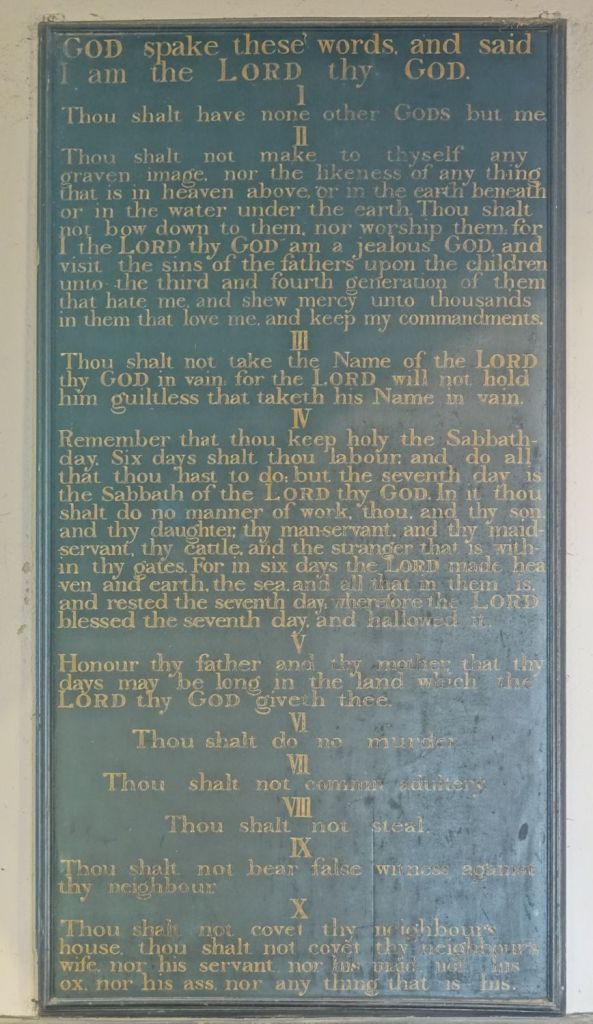 GOD spake these words, and said
I am the LORD thy GOD.
I
Thou shalt have none other GODS but me.
II
Thou shalt not make to thyself any
graven image, nor the likeness of any thing
that is in heaven above, or in the earth beneath
or in the water under the earth. Thou shalt
not bow down to them, nor worship them: for
I the LORD thy GOD am a jealous GOD, and
visit the sins of the fathers upon the children
unto the third and fourth generation of them
that hate me, and shew mercy unto thousands
in them that love me, and keep my commandments.
III
Thou shalt not take the Name of the LORD
thy GOD in vain: for the LORD will not hold
him guiltless that taketh his Name in vain.
IV
Remember that thou keep holy the Sabbath-
day. Six days shalt thou labour, and do all
that thou hast to do; but the seventh day is
the Sabbath of the LORD thy GOD. In it thou
shalt do no manner of work, thou, and thy son,
and thy daughter, thy man-servant, and thy maid-
servant, thy cattle, and the stranger that is with-
in thy gates. For in six days the LORD made hea
ven and earth, the sea, and all that in them is,
and rested the seventh day, wherefore the LORD
blessed the seventh day, and hallowed it.
V
Honour thy father and thy mother, that thy
days may be long in the land which the
LORD thy GOD giveth thee.
VI
Thou shalt do no murder.
VII
Thou shalt not commit adultery.
VIII
Thou shalt not steal.
IX
Thou shalt not bear false witness against
thy neighbour
X
Thou shalt not covet thy neighbour's
house, thou shalt not covet thy neighbour's
wife, nor his servant, nor his maid, nor his
ox, nor his ass, nor any thing that is his.